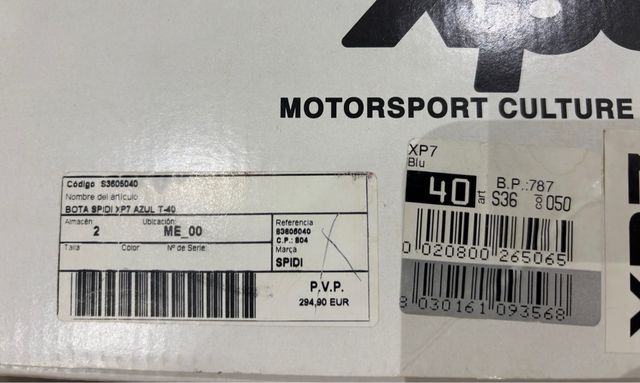 MOTORSPORT CULTURE
Código S3605040
Nombre del artículo
BOTA SPIDI XP7 AZUL T-40
Almacén: Ubicación:
2 ME_00
Talla Color Nº de Serie:
Referencia
S3605040
C.P.: S04
Marca
SPIDI
P.V.P.
294,90 EUR
XP7
Blu
40 art S36 col 050
B.P.:787
0 020800 265065
8 030161 093568